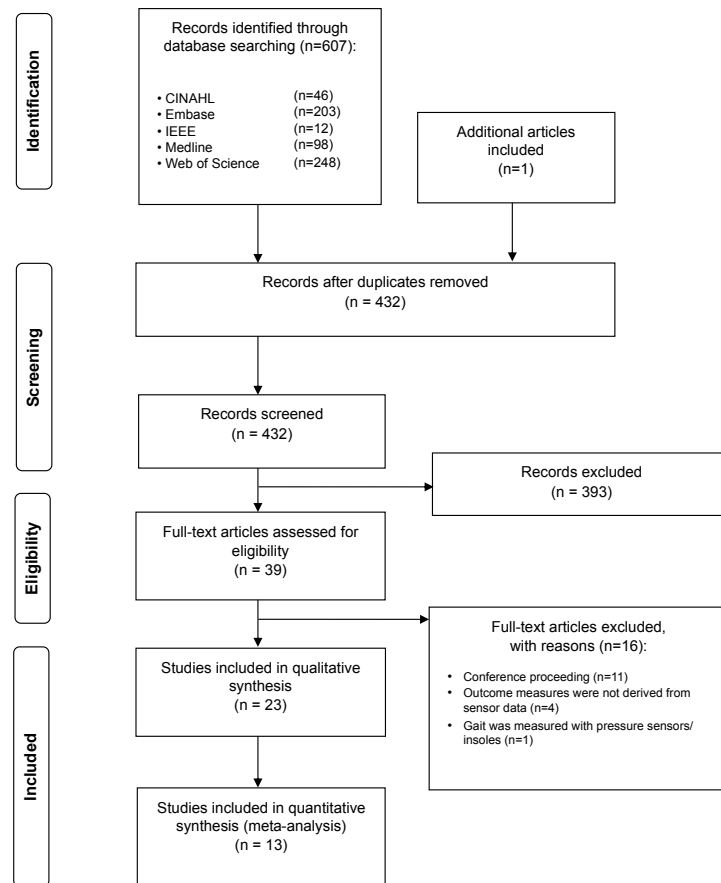 Identification
Records identified through
database searching (n=607):
• CINAHL (n=46)
• Embase (n=203)
• IEEE (n=12)
• Medline (n=98)
• Web of Science (n=248)
Additional articles
included
(n=1)
Screening
Records after duplicates removed
(n = 432)
Records screened
(n = 432)
Records excluded
(n = 393)
Eligibility
Full-text articles assessed for
eligibility
(n = 39)
Full-text articles excluded,
with reasons (n=16):
• Conference proceeding (n=11)
• Outcome measures were not derived from
sensor data (n=4)
• Gait was measured with pressure sensors/
insoles (n=1)
Included
Studies included in qualitative
synthesis
n = 23
Studies included in quantitative
synthesis (meta-analysis)
n = 13